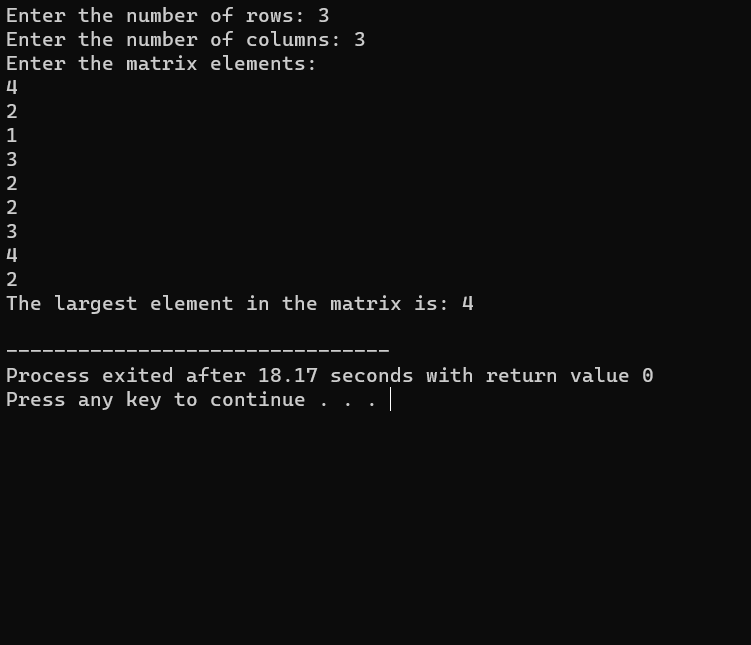 Enter the number of rows: 3
Enter the number of columns: 3
Enter the matrix elements:
4
2
1
3
2
2
3
4
2
The largest element in the matrix is: 4
--------------------------------
Process exited after 18.17 seconds with return value 0
Press any key to continue . . .